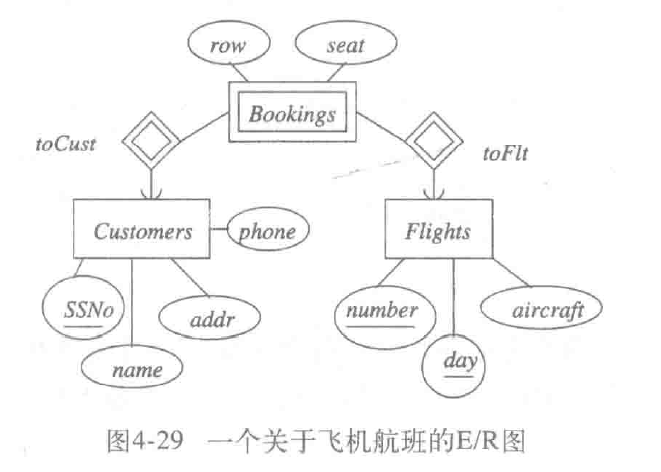 row seat
Bookings
toCust
toFlt
Customers phone Flights
SSNo addr number aircraft
name day
图4-29 一个关于飞机航班的E/R图